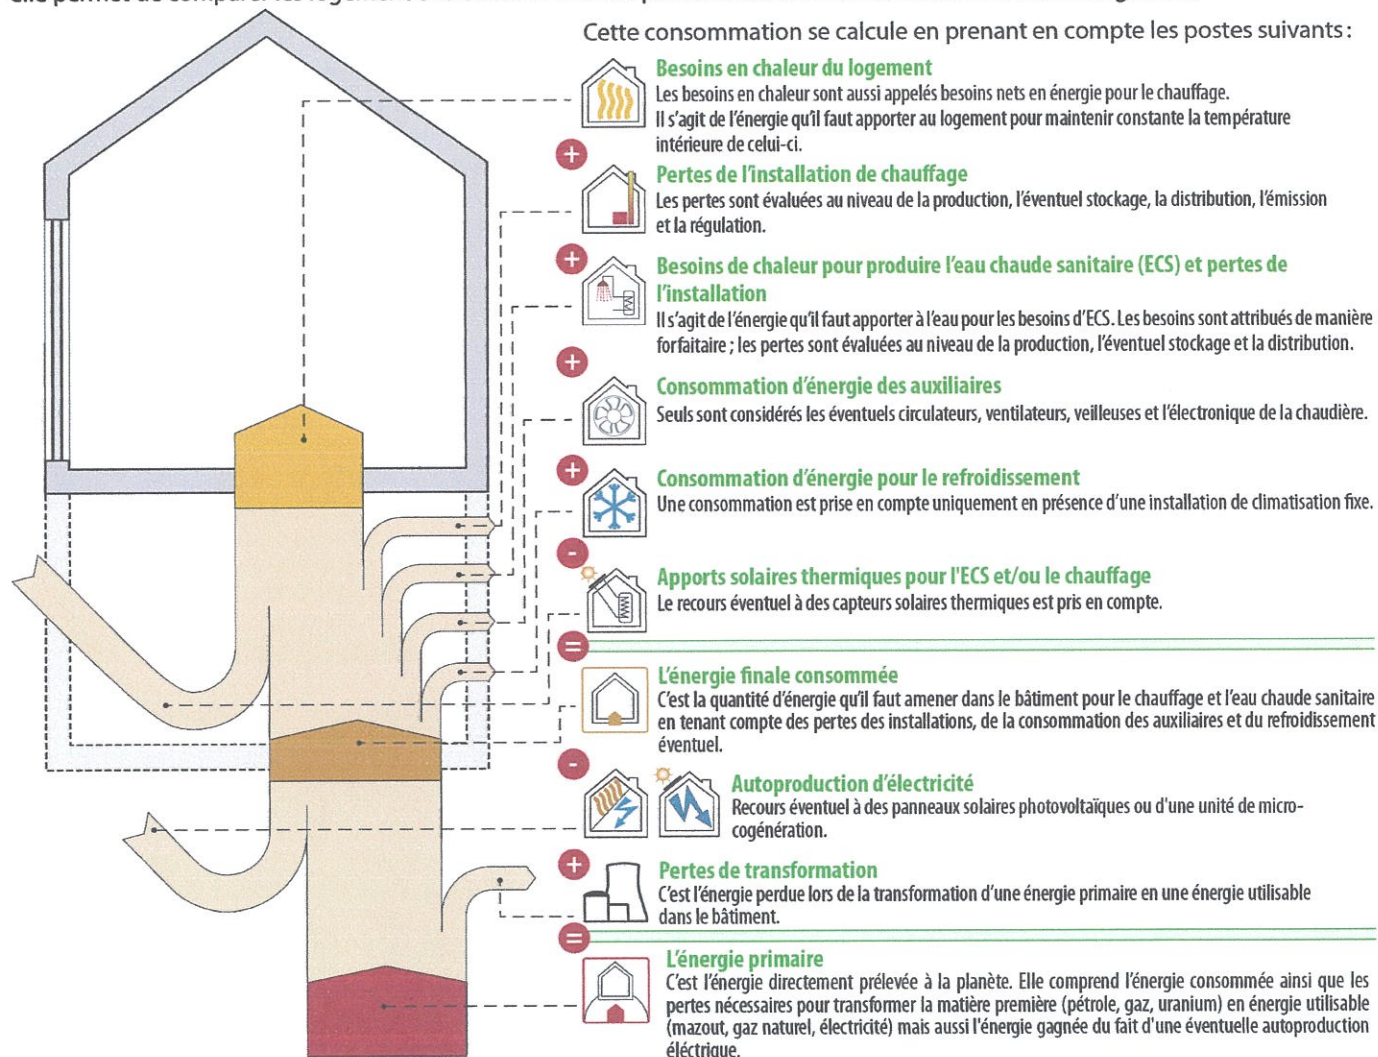 Cette consommation se calcule en prenant en compte les postes suivants :
Besoins en chaleur du logement
Les besoins en chaleur sont aussi appelés besoins nets en énergie pour le chauffage.
Il s'agit de l'énergie qu'il faut apporter au logement pour maintenir constante la température
intérieure de celui-ci.
+
Pertes de l'installation de chauffage
Les pertes sont évaluées au niveau de la production, l'éventuel stockage, la distribution, l'émission
et la régulation.
+
Besoins de chaleur pour produire l'eau chaude sanitaire (ECS) et pertes de
l'installation
Il s'agit de l'énergie qu'il faut apporter à l'eau pour les besoins d'ECS. Les besoins sont attribués de manière
forfaitaire ; les pertes sont évaluées au niveau de la production, l'éventuel stockage et la distribution.
+
Consommation d'énergie des auxiliaires
Seuls sont considérés les éventuels circulateurs, ventilateurs, veilleuses et l'électronique de la chaudière.
+
Consommation d'énergie pour le refroidissement
Une consommation est prise en compte uniquement en présence d'une installation de climatisation fixe.
-
Apports solaires thermiques pour l'ECS et/ou le chauffage
Le recours éventuel à des capteurs solaires thermiques est pris en compte.
=
L'énergie finale consommée
C'est la quantité d'énergie qu'il faut amener dans le bâtiment pour le chauffage et l'eau chaude sanitaire
en tenant compte des pertes des installations, de la consommation des auxiliaires et du refroidissement
éventuel.
-
Autoproduction d'électricité
Recours éventuel à des panneaux solaires photovoltaïques ou d'une unité de micro-
cogénération.
+
Pertes de transformation
C'est l'énergie perdue lors de la transformation d'une énergie primaire en une énergie utilisable
dans le bâtiment.
=
L'énergie primaire
C'est l'énergie directement prélevée à la planète. Elle comprend l'énergie consommée ainsi que les
pertes nécessaires pour transformer la matière première (pétrole, gaz, uranium) en énergie utilisable
(mazout, gaz naturel, électricité) mais aussi l'énergie gagnée du fait d'une éventuelle autoproduction
éléctrique.